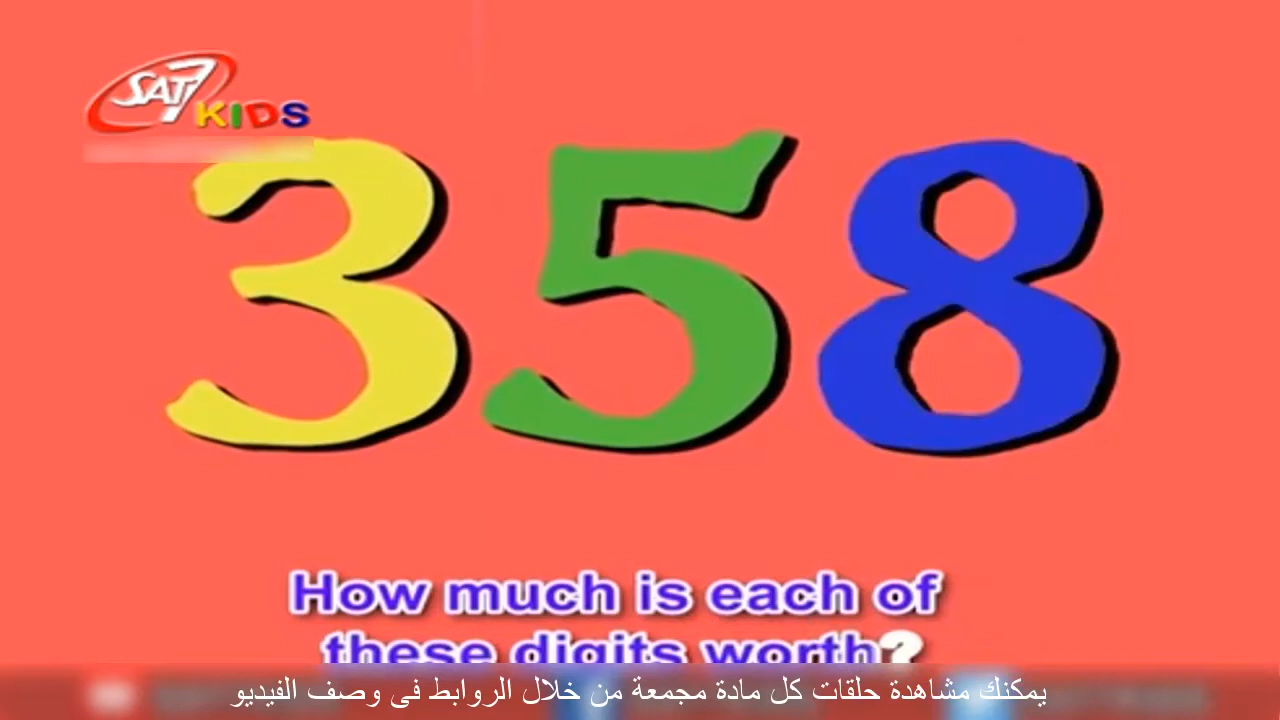 SAT7
KIDS
358
How much is each of
these digits worth?
يمكنك مشاهدة حلقات كل مادة مجمعة من خلال الروابط فى وصف الفيديو